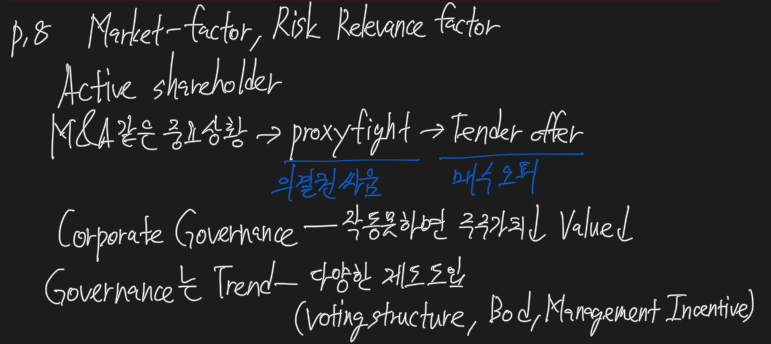 p.8 Market-factor, Risk Relevance factor
Active shareholder
M&A같은 중요상황 → proxyfight → Tender offer
의결권싸움 매수오퍼
Corporate Governance — 작동못하면 주주가치↓ Value↓
Governance는 Trend— 다양한 제도도입
(voting structure, Bod, Management Incentive)